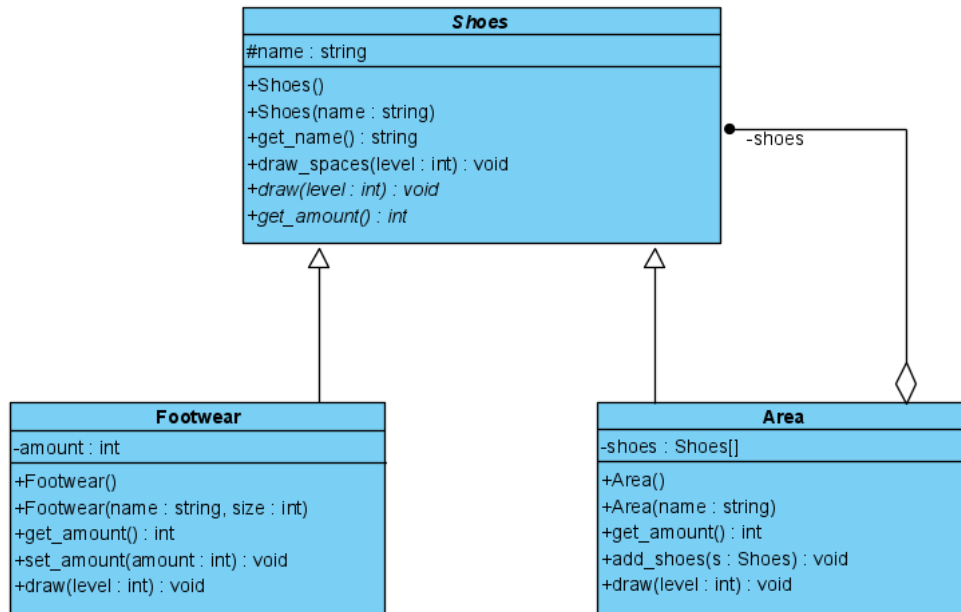 Shoes
#name : string
+Shoes()
+Shoes(name : string)
+get_name() : string
+draw_spaces(level : int) : void
+draw(level : int) : void
+get_amount() : int
-shoes
Footwear
-amount : int
+Footwear()
+Footwear(name : string, size : int)
+get_amount() : int
+set_amount(amount : int) : void
+draw(level : int) : void
Area
-shoes : Shoes[]
+Area()
+Area(name : string)
+get_amount() : int
+add_shoes(s : Shoes) : void
+draw(level : int) : void